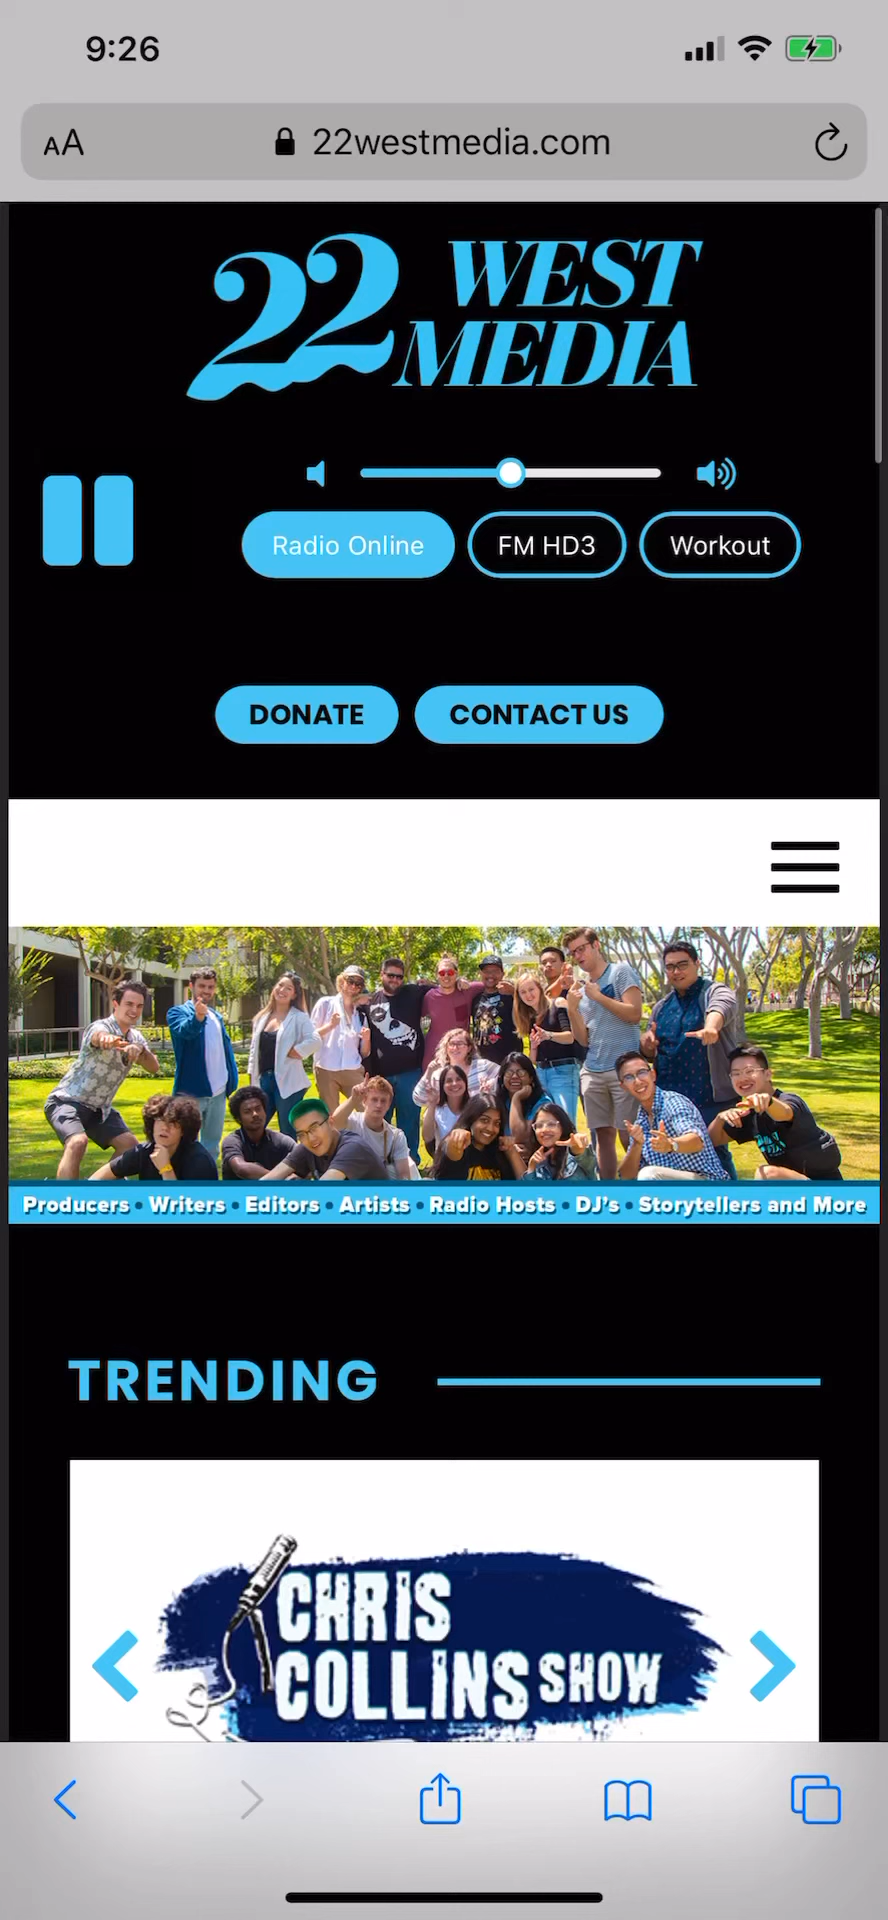 9:26
AA 22westmedia.com
22 WEST
MEDIA
Radio Online FM HD3 Workout
DONATE CONTACT US
Producers • Writers • Editors • Artists • Radio Hosts • DJ's • Storytellers and More
TRENDING
CHRIS
COLLINS SHOW